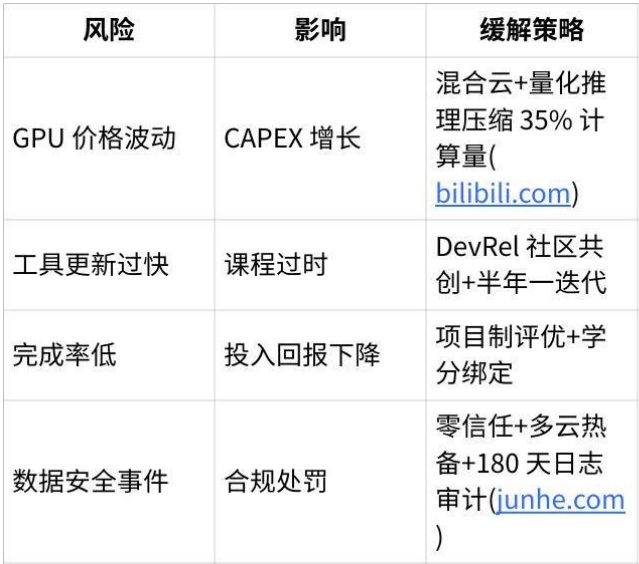 风险 影响 缓解策略
GPU 价格波动 CAPEX 增长 混合云+量化推
理压缩 35% 计
算量(
bilibili.com)
工具更新过快 课程过时 DevRel 社区共
创+半年一迭代
完成率低 投入回报下降 项目制评优+学
分绑定
数据安全事件 合规处罚 零信任+多云热
备+180 天日志
审计(junhe.com
)